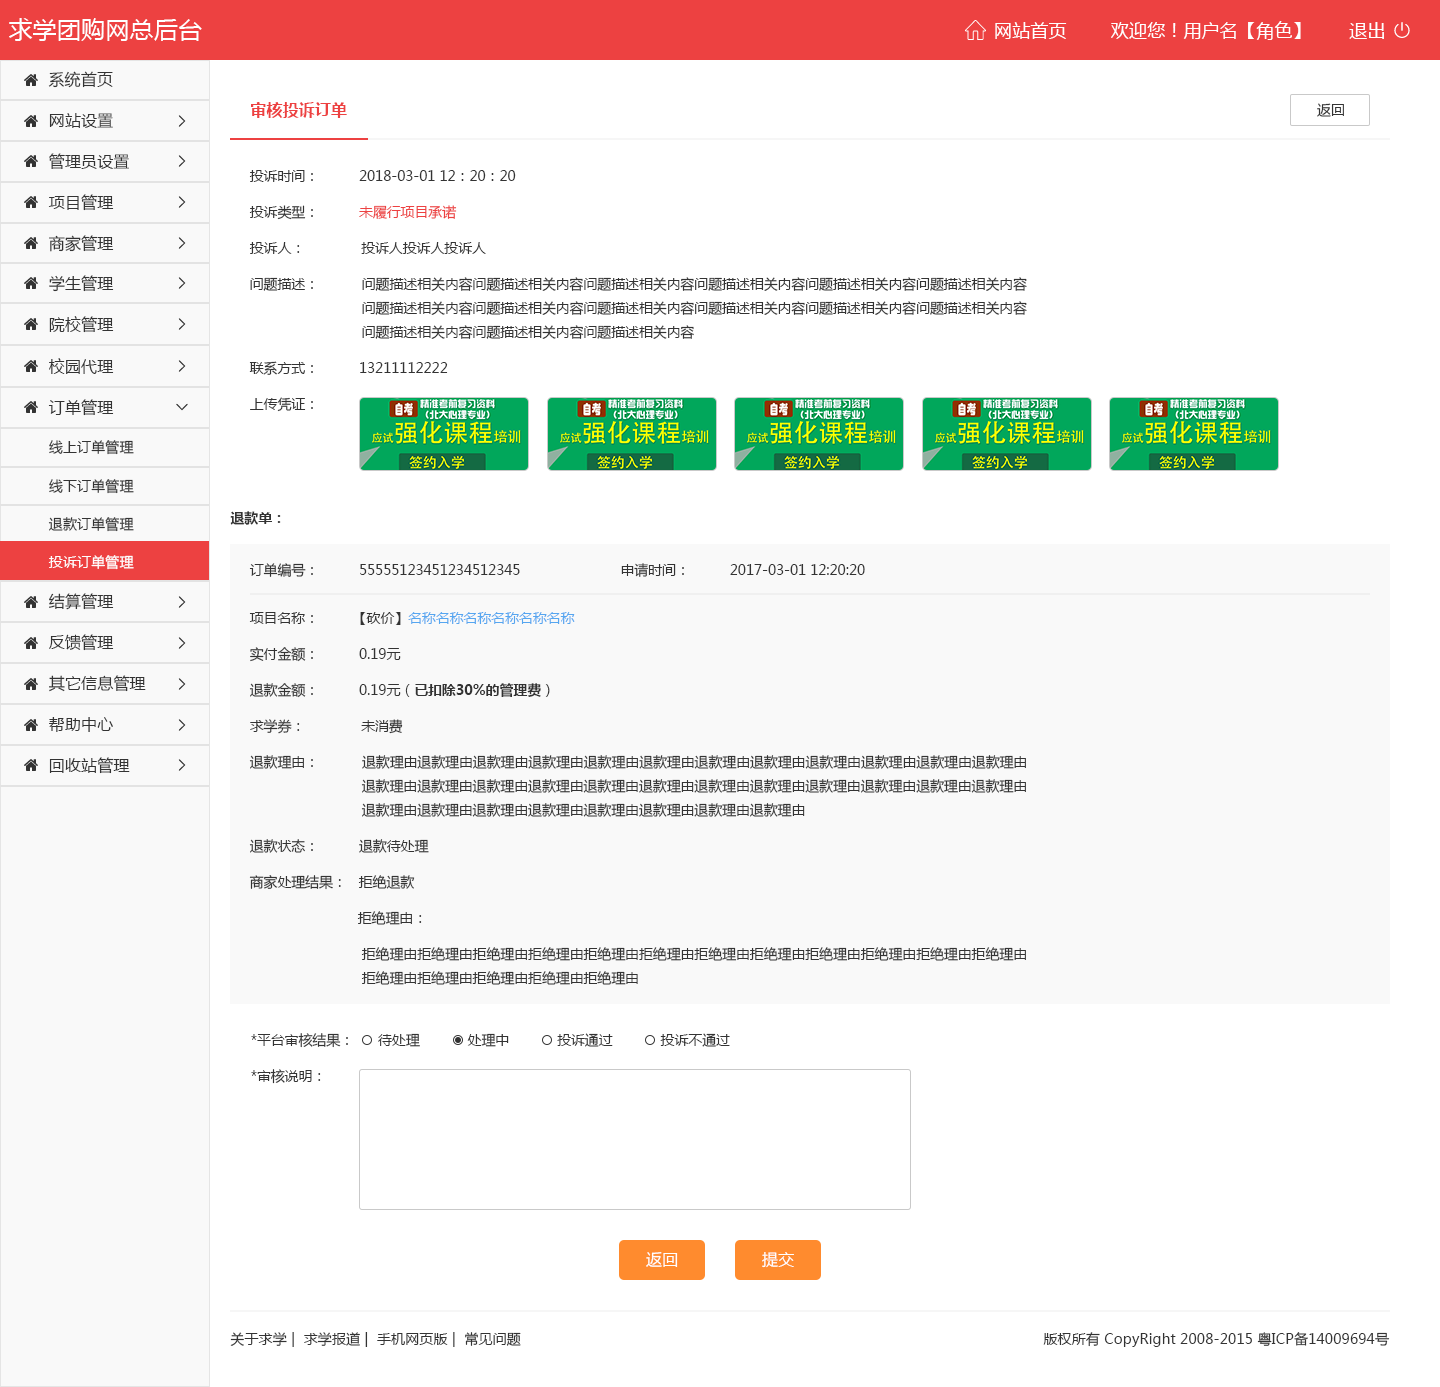 求学团购网总后台
网站首页
欢迎您！用户名【角色】
退出
系统首页
网站设置
管理员设置
项目管理
商家管理
学生管理
院校管理
校园代理
订单管理
线上订单管理
线下订单管理
退款订单管理
投诉订单管理
结算管理
反馈管理
其它信息管理
帮助中心
回收站管理
审核投诉订单
返回
投诉时间： 2018-03-01 12：20：20
投诉类型： 未履行项目承诺
投诉人： 投诉人投诉人投诉人
问题描述： 问题描述相关内容问题描述相关内容问题描述相关内容问题描述相关内容问题描述相关内容问题描述相关内容
问题描述相关内容问题描述相关内容问题描述相关内容问题描述相关内容问题描述相关内容问题描述相关内容
问题描述相关内容问题描述相关内容问题描述相关内容
联系方式： 13211112222
上传凭证：
自考 精准考前复习资料
（北大心理专业）
应试强化课程培训
签约入学
自考 精准考前复习资料
（北大心理专业）
应试强化课程培训
签约入学
自考 精准考前复习资料
（北大心理专业）
应试强化课程培训
签约入学
自考 精准考前复习资料
（北大心理专业）
应试强化课程培训
签约入学
自考 精准考前复习资料
（北大心理专业）
应试强化课程培训
签约入学
退款单：
订单编号： 55555123451234512345 申请时间： 2017-03-01 12:20:20
项目名称： 【砍价】名称名称名称名称名称名称
实付金额： 0.19元
退款金额： 0.19元（已扣除30%的管理费）
求学券： 未消费
退款理由： 退款理由退款理由退款理由退款理由退款理由退款理由退款理由退款理由退款理由退款理由退款理由退款理由
退款理由退款理由退款理由退款理由退款理由退款理由退款理由退款理由退款理由退款理由退款理由退款理由
退款理由退款理由退款理由退款理由退款理由退款理由退款理由退款理由
退款状态： 退款待处理
商家处理结果： 拒绝退款
拒绝理由：
拒绝理由拒绝理由拒绝理由拒绝理由拒绝理由拒绝理由拒绝理由拒绝理由拒绝理由拒绝理由拒绝理由拒绝理由
拒绝理由拒绝理由拒绝理由拒绝理由拒绝理由
*平台审核结果： 待处理 处理中 投诉通过 投诉不通过
*审核说明：
返回 提交
关于求学 | 求学报道 | 手机网页版 | 常见问题
版权所有 CopyRight 2008-2015 粤ICP备14009694号